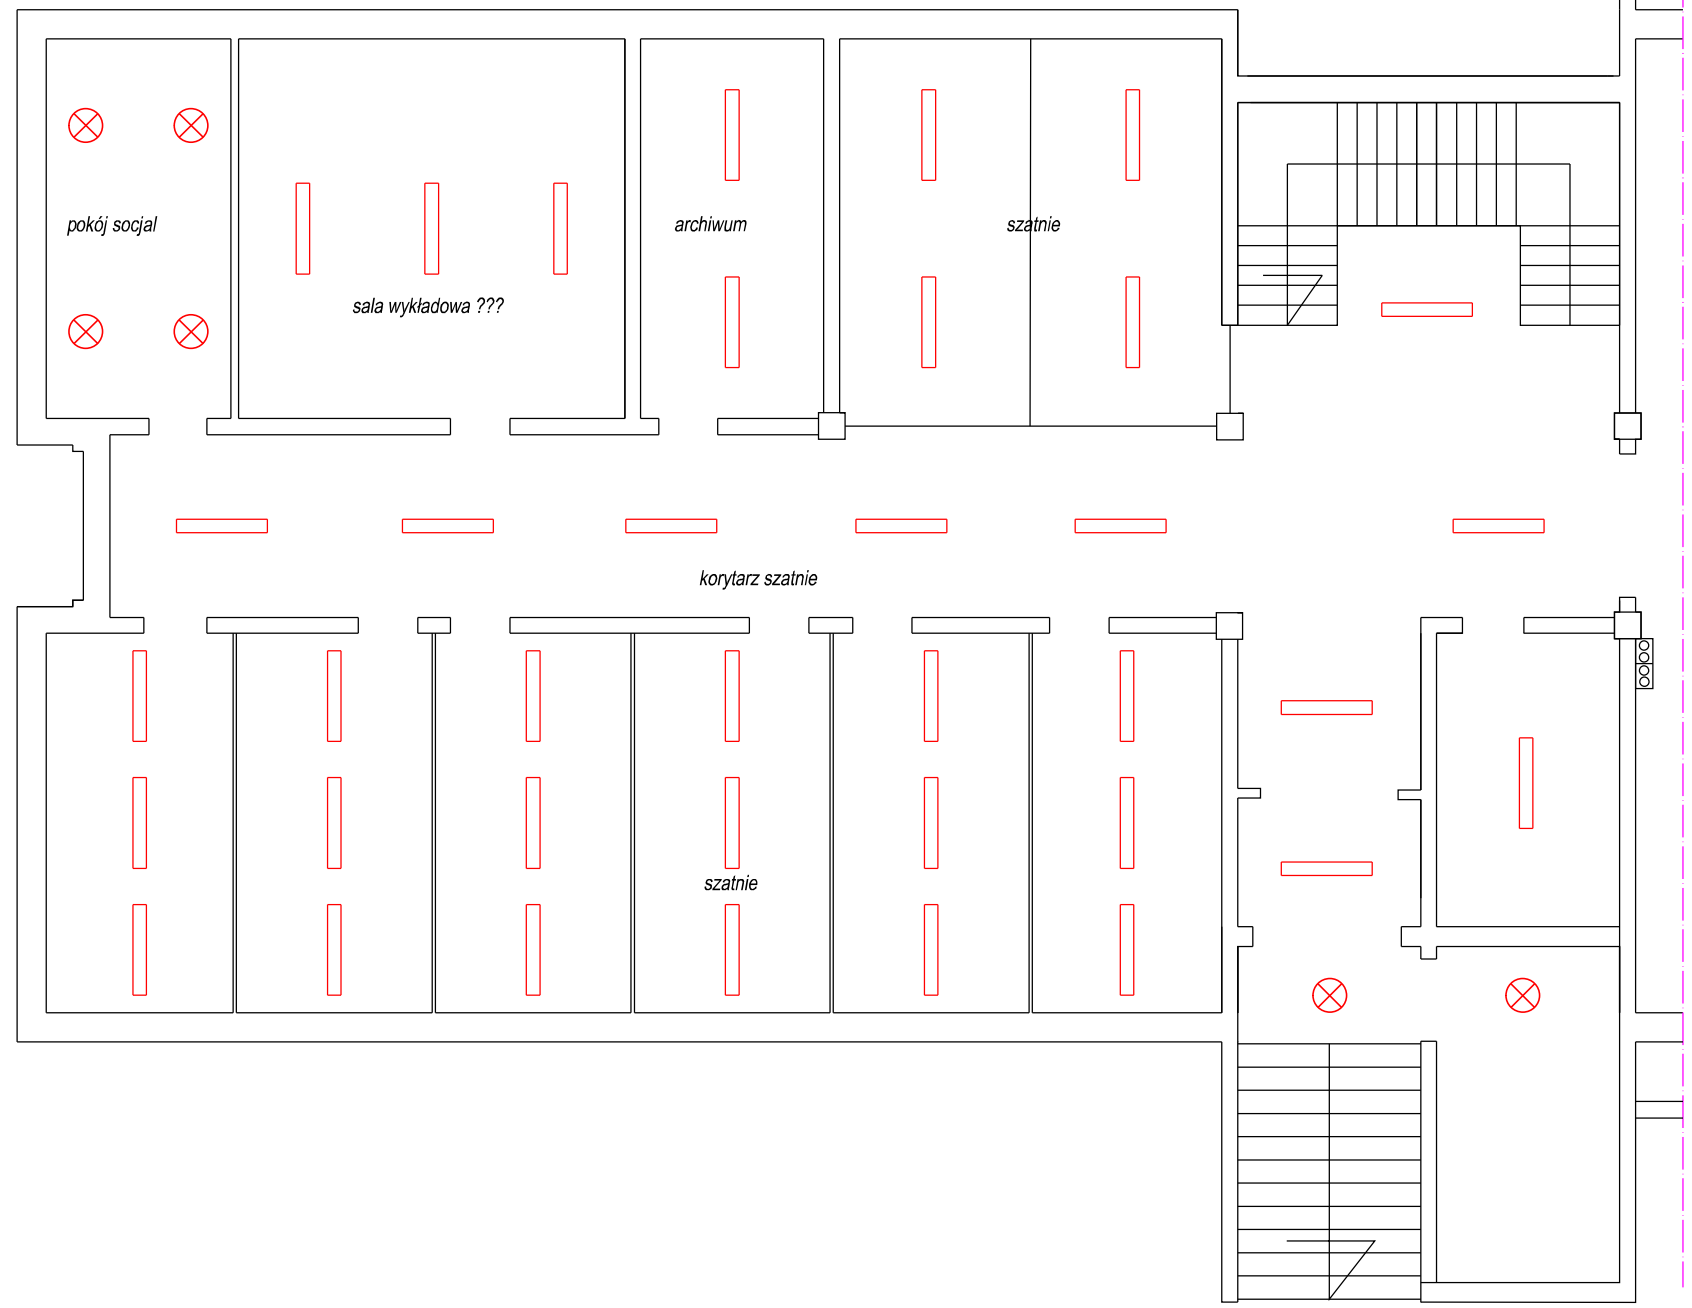 pokój socjal
archiwum
szatnie
sala wykładowa ???
korytarz szatnie
szatnie